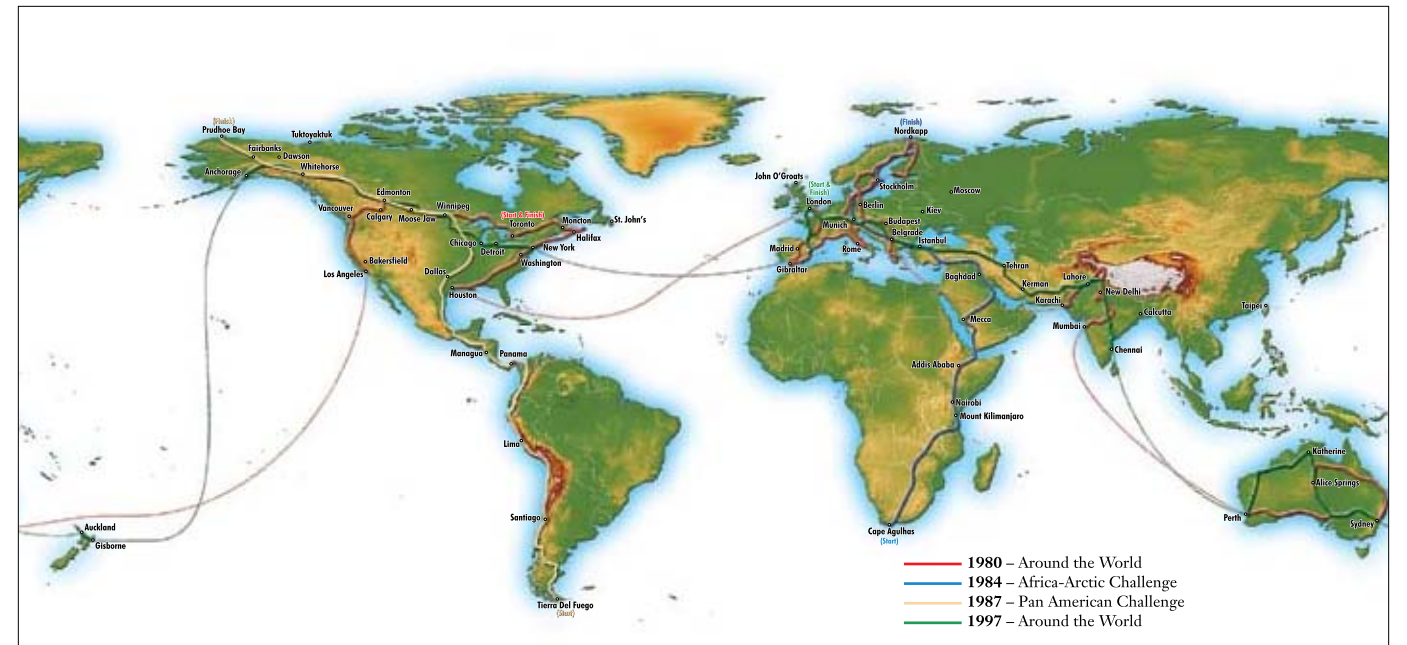 (Finish)
Prudhoe Bay
Tuktoyaktuk
Fairbanks
Dawson
Anchorage
Whitehorse
Edmonton
Vancouver
Calgary
Moose Jaw
Winnipeg
(Start & Finish)
Toronto
Moncton
St. John's
Halifax
Chicago
Detroit
New York
Washington
Bakersfield
Los Angeles
Dallas
Houston
Managua
Panama
Lima
Santiago
Tierra Del Fuego
(Start)
Auckland
Gisborne
(Finish)
Nordkapp
John O'Groats
(Start &
Finish)
London
Stockholm
Moscow
Berlin
Kiev
Munich
Budapest
Belgrade
Istanbul
Madrid
Rome
Gibraltar
Baghdad
Tehran
Kerman
Lahore
Karachi
New Delhi
Mumbai
Calcutta
Taipei
Chennai
Mecca
Addis Ababa
Nairobi
Mount Kilimanjaro
Cape Agulhas
(Start)
Katherine
Alice Springs
Perth
Sydney
1980 – Around the World
1984 – Africa-Arctic Challenge
1987 – Pan American Challenge
1997 – Around the World